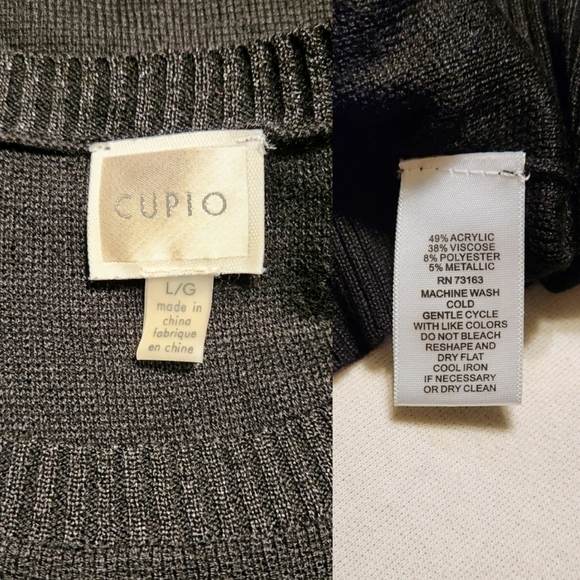 CUPIO
L/G
made in
china
fabrique
en chine
49% ACRYLIC
38% VISCOSE
8% POLYESTER
5% METALLIC
RN 73163
MACHINE WASH
COLD
GENTLE CYCLE
WITH LIKE COLORS
DO NOT BLEACH
RESHAPE AND
DRY FLAT
COOL IRON
IF NECESSARY
OR DRY CLEAN